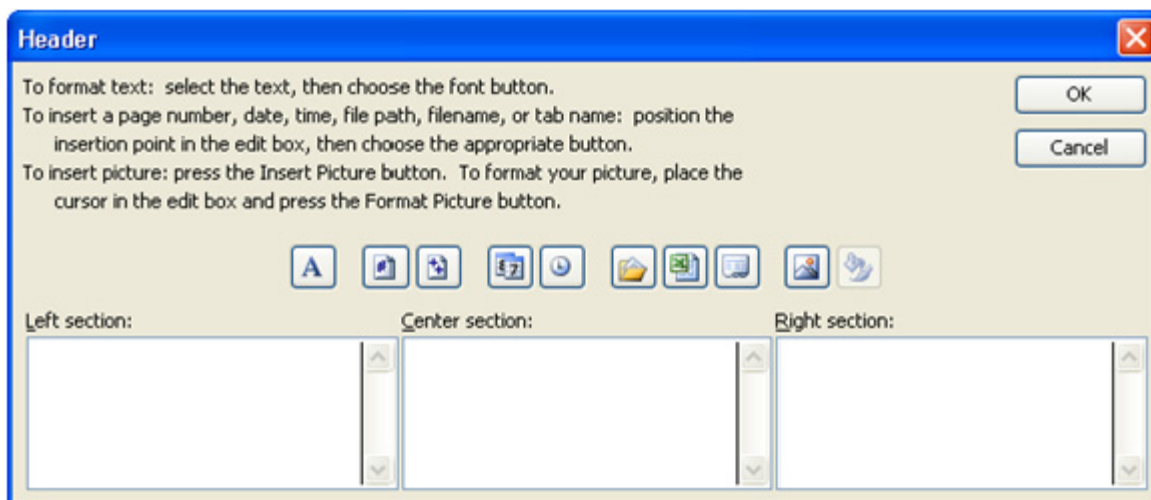 Header
To format text: select the text, then choose the font button.
To insert a page number, date, time, file path, filename, or tab name: position the
insertion point in the edit box, then choose the appropriate button.
To insert picture: press the Insert Picture button. To format your picture, place the
cursor in the edit box and press the Format Picture button.
OK
Cancel
A
Left section:
Center section:
Right section: